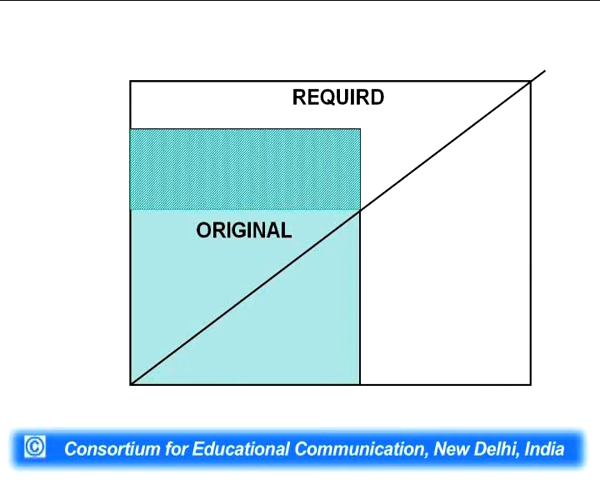 REQUIRD
ORIGINAL
© Consortium for Educational Communication, New Delhi, India